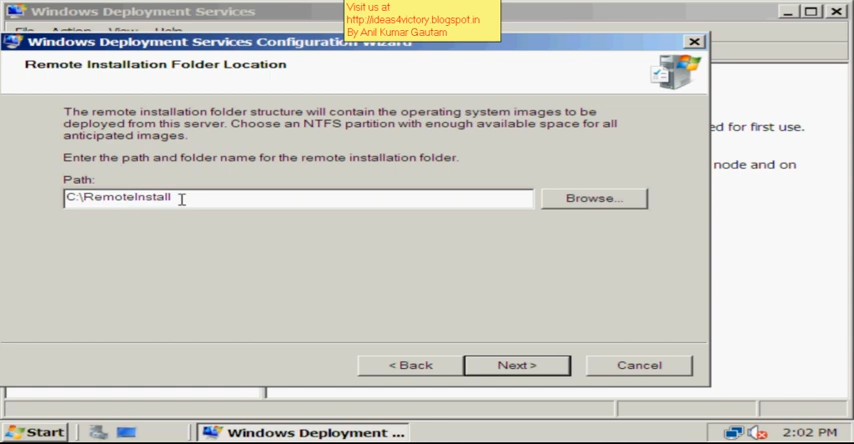 Visit us at
http://ideas4victory.blogspot.in
By Anil Kumar Gautam
Windows Deployment Services
File Action View Help
Windows Deployment Services Configuration Wizard
Remote Installation Folder Location
The remote installation folder structure will contain the operating system images to be
deployed from this server. Choose an NTFS partition with enough available space for all
anticipated images.
ed for first use.
Enter the path and folder name for the remote installation folder.
node and on
Path:
C:\RemoteInstall
Browse...
< Back
Next >
Cancel
Start
Windows Deployment ...
2:02 PM